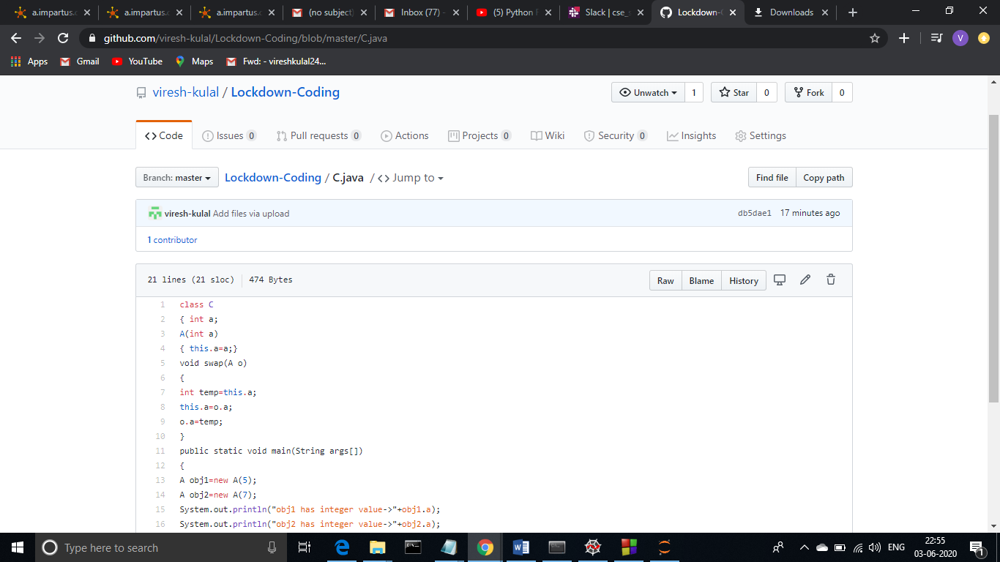 a.impartus.c
a.impartus.c
a.impartus.c
(no subject)
Inbox (77) -
(5) Python F
Slack | cse_s
Lockdown-C
Downloads
github.com/viresh-kulal/Lockdown-Coding/blob/master/C.java
V
Apps
Gmail
YouTube
Maps
Fwd: - vireshkulal24...
viresh-kulal / Lockdown-Coding
Unwatch 1
Star 0
Fork 0
Code
Issues 0
Pull requests 0
Actions
Projects 0
Wiki
Security 0
Insights
Settings
Branch: master
Lockdown-Coding / C.java / <> Jump to
Find file
Copy path
viresh-kulal Add files via upload
db5dae1 17 minutes ago
1 contributor
21 lines (21 sloc) 474 Bytes
Raw
Blame
History
1 class C
2 { int a;
3 A(int a)
4 { this.a=a;}
5 void swap(A o)
6 {
7 int temp=this.a;
8 this.a=o.a;
9 o.a=temp;
10 }
11 public static void main(String args[])
12 {
13 A obj1=new A(5);
14 A obj2=new A(7);
15 System.out.println("obj1 has integer value->"+obj1.a);
16 System.out.println("obj2 has integer value->"+obj2.a);
Type here to search
ENG
22:55
03-06-2020
1